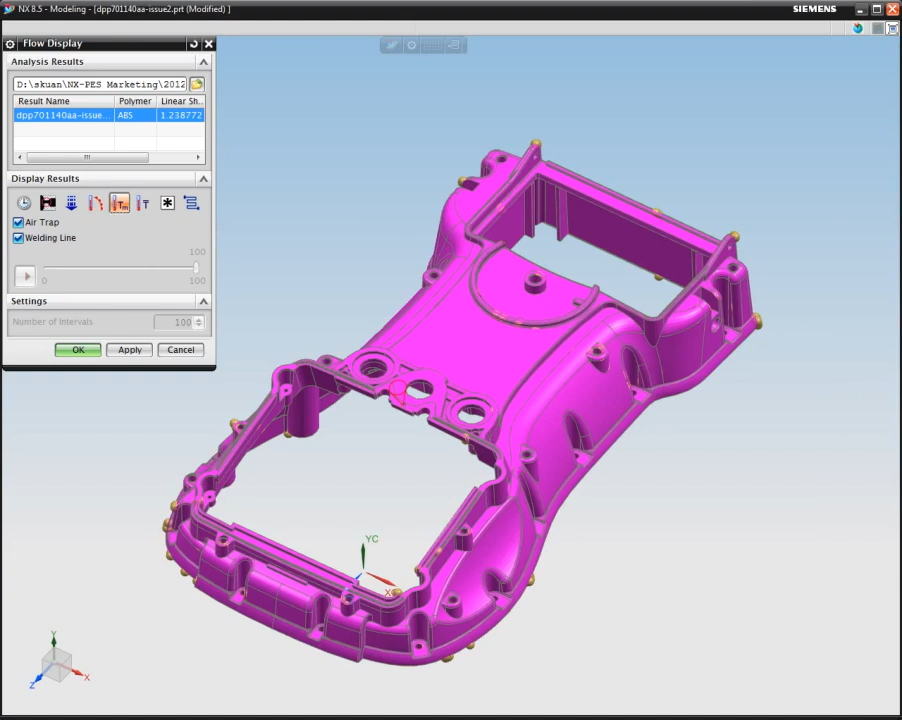 NX 8.5 - Modeling - [dpp701140aa-issue2.prt (Modified) ]
SIEMENS
Flow Display
Analysis Results
D:\skuan\NX-PES Marketing\2012
Result Name Polymer Linear Sh..
dpp701140aa-issue... ABS 1.238772
Display Results
Air Trap
Welding Line
100
0 100
Settings
Number of Intervals 100
OK Apply Cancel
YC
XC
Y
Z
X